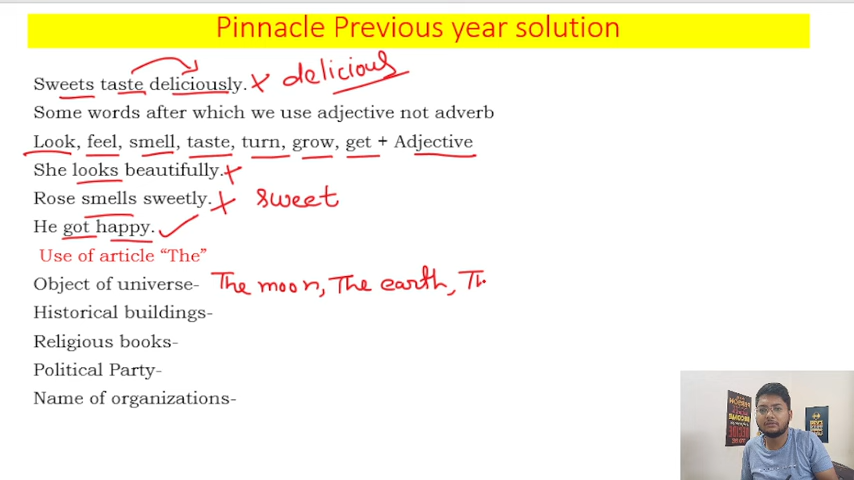 Pinnacle Previous year solution
Sweets taste deliciously. x delicious
Some words after which we use adjective not adverb
Look, feel, smell, taste, turn, grow, get + Adjective
She looks beautifully. x
Rose smells sweetly. x sweet
He got happy. ✓
Use of article “The”
Object of universe- The moon, The earth, Th
Historical buildings-
Religious books-
Political Party-
Name of organizations-